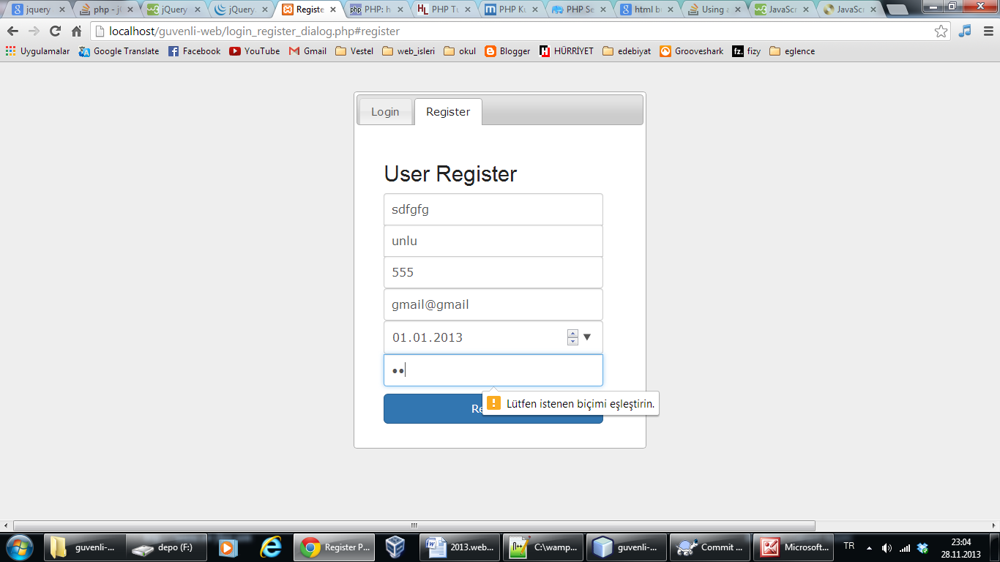 jquery
php - j
jQuery
jQuery
Registe
PHP: h
PHP Tu
PHP Ku
PHP Se
html b
Using a
JavaScr
JavaScr
localhost/guvenli-web/login_register_dialog.php#register
Uygulamalar Google Translate Facebook YouTube Gmail Vestel web_isleri okul Blogger HÜRRİYET edebiyat Grooveshark fizy eglence
Login Register
User Register
sdfgfg
unlu
555
gmail@gmail
01.01.2013
Lütfen istenen biçimi eşleştirin.
guvenli-... depo (F:) Register P... 2013.web... C:\wamp... guvenli-... Commit ... Microsoft... TR 23:04
28.11.2013